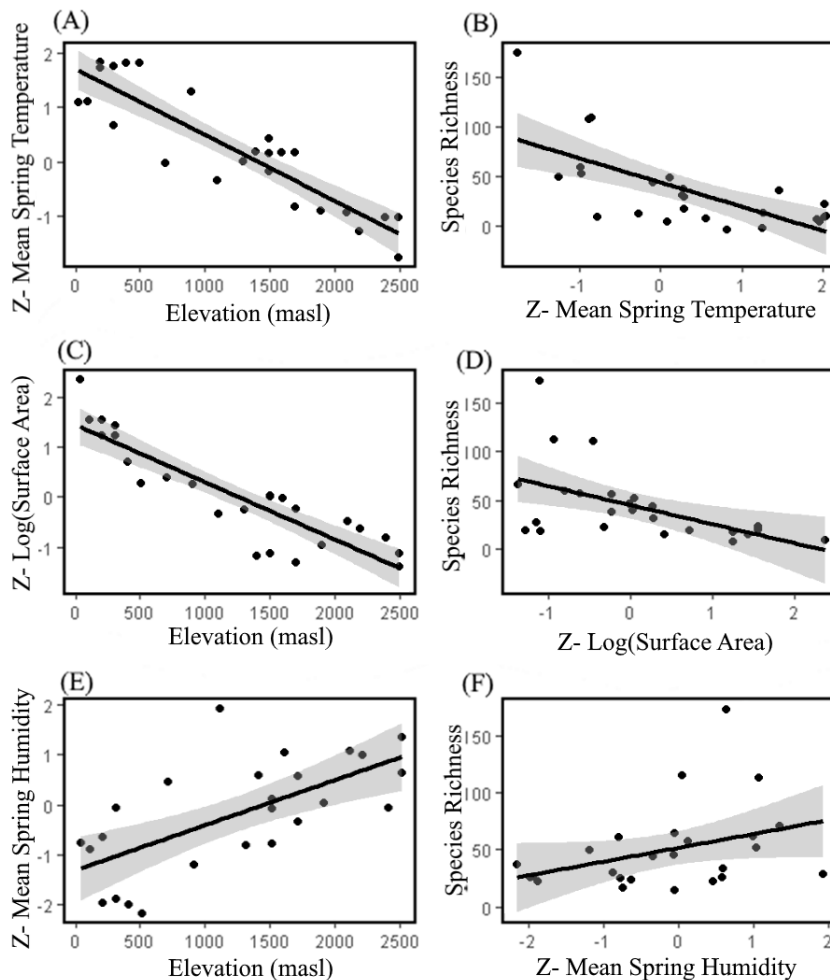 (A)
Z- Mean Spring Temperature
2
1
0
-1
0 500 1000 1500 2000 2500
Elevation (masl)
(B)
Species Richness
150
100
50
0
-1 0 1 2
Z- Mean Spring Temperature
(C)
Z- Log(Surface Area)
2
1
0
-1
0 500 1000 1500 2000 2500
Elevation (masl)
(D)
Species Richness
150
100
50
0
-1 0 1 2
Z- Log(Surface Area)
(E)
Z- Mean Spring Humidity
2
1
0
-1
-2
0 500 1000 1500 2000 2500
Elevation (masl)
(F)
Species Richness
150
100
50
0
-2 -1 0 1 2
Z- Mean Spring Humidity